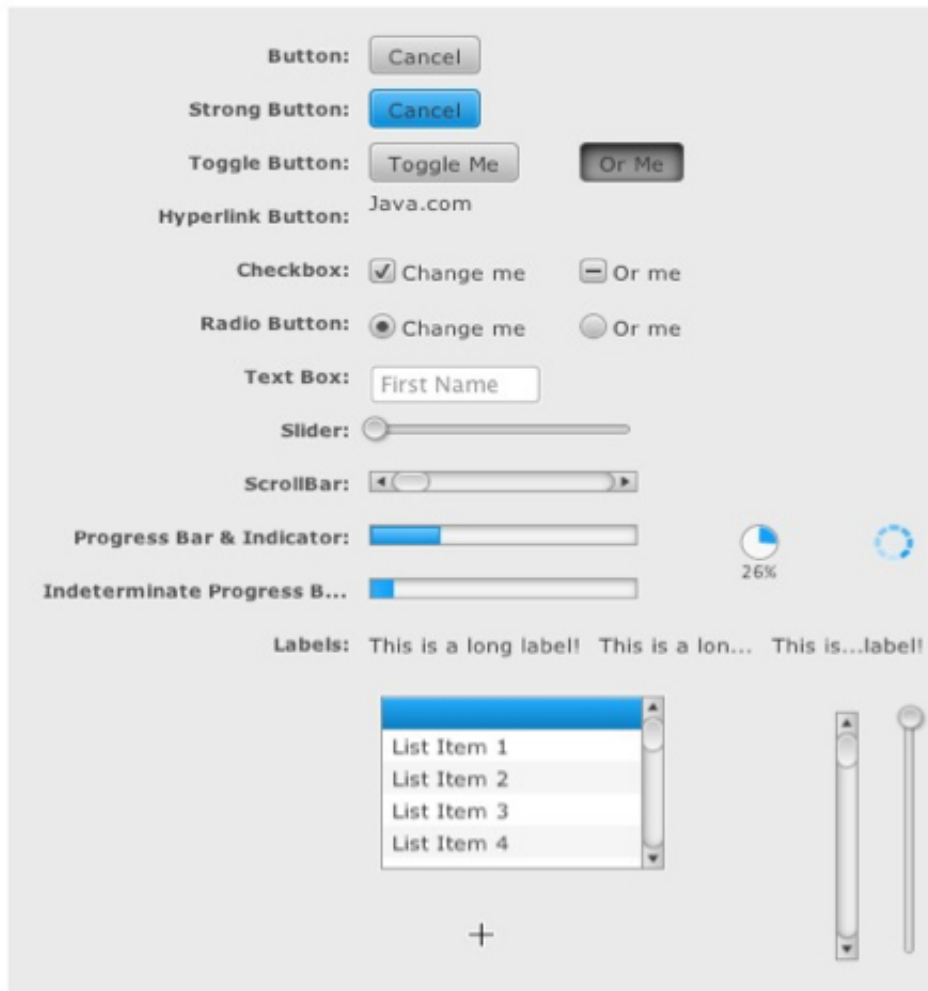 Button: Cancel
Strong Button: Cancel
Toggle Button: Toggle Me Or Me
Hyperlink Button: Java.com
Checkbox: Change me Or me
Radio Button: Change me Or me
Text Box: First Name
Slider:
ScrollBar:
Progress Bar & Indicator:
26%
Indeterminate Progress B...
Labels: This is a long label! This is a lon... This is...label!
List Item 1
List Item 2
List Item 3
List Item 4